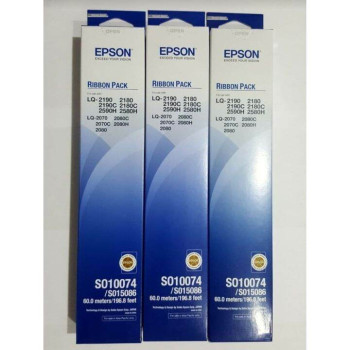 EPSON
EXCEED YOUR VISION
RIBBON PACK
LQ-2190 2180
2190C 2180C
2590H 2580H
LQ-2070 2080C
2070C 2080H
2080
S010074
/S015086
60.0 meters/196.8 feet
EPSON
EXCEED YOUR VISION
RIBBON PACK
LQ-2190 2180
2190C 2180C
2590H 2580H
LQ-2070 2080C
2070C 2080H
2080
S010074
/S015086
60.0 meters/196.8 feet
EPSON
EXCEED YOUR VISION
RIBBON PACK
LQ-2190 2180
2190C 2180C
2590H 2580H
LQ-2070 2080C
2070C 2080H
2080
S010074
/S015086
60.0 meters/196.8 feet